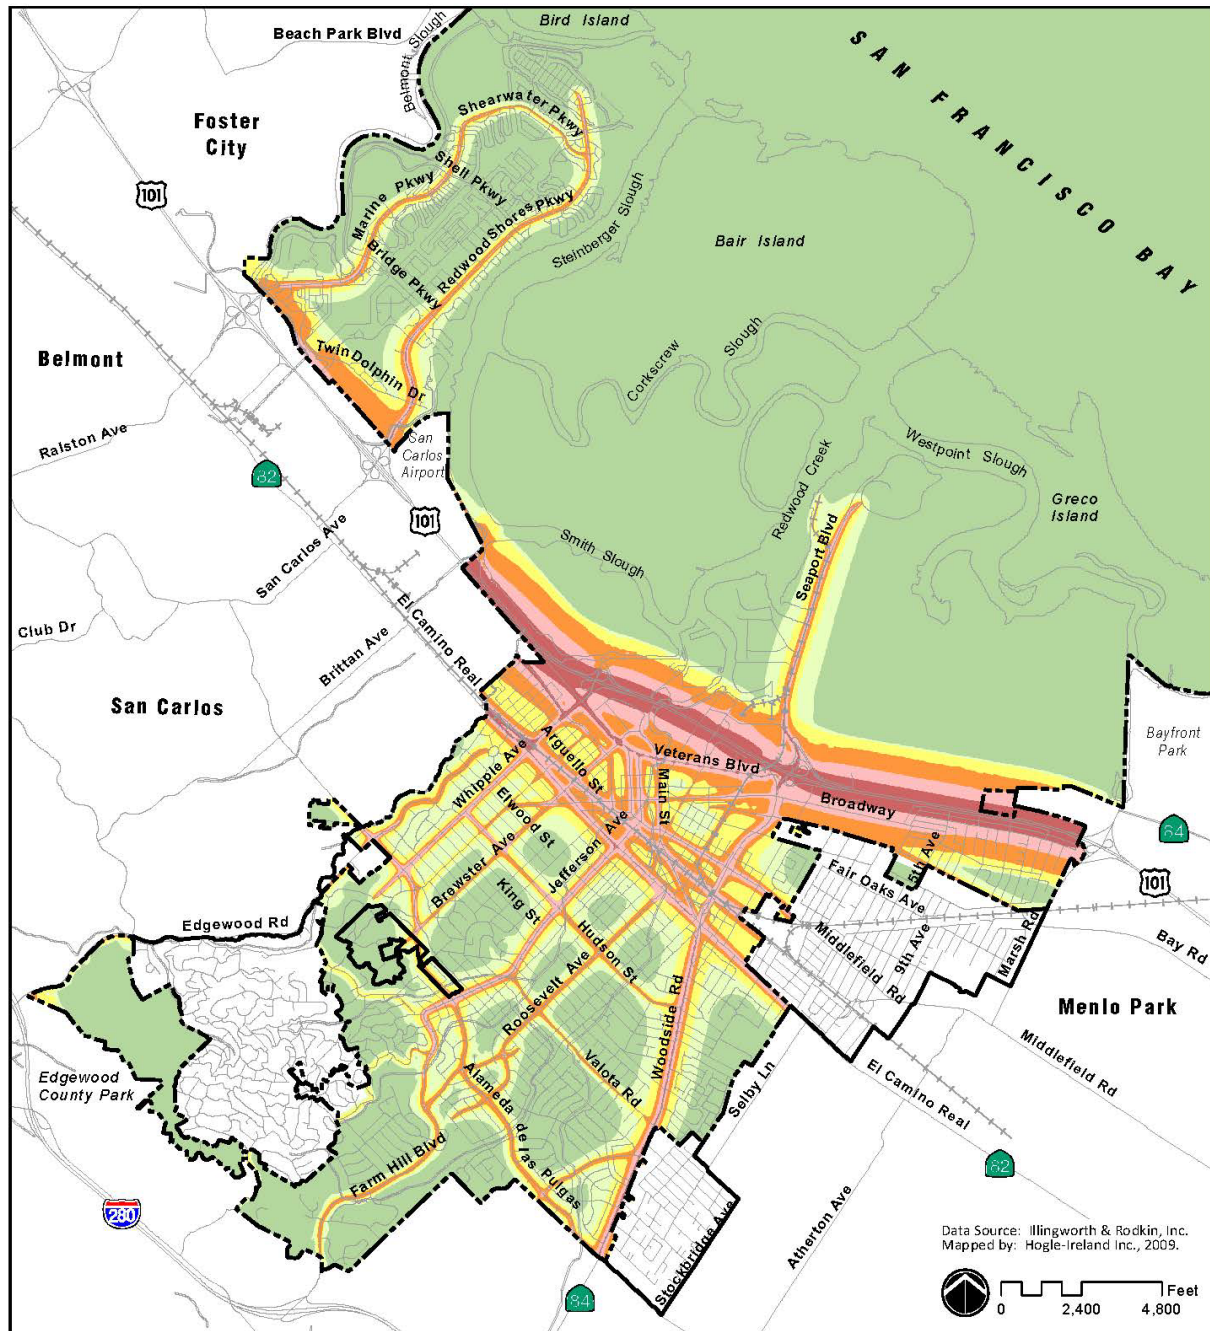 Bird Island
Beach Park Blvd
Belmont Slough
SAN FRANCISCO BAY
Foster
City
Shearwater Pkwy
Shell Pkwy
Marine Pkwy
101
Redwood Shores Pkwy
Bridge Pkwy
Steinberger Slough
Bair Island
Belmont
Twin Dolphin Dr
Corkscrew Slough
Ralston Ave
San
Carlos
Airport
82
101
Westpoint Slough
Redwood Creek
Greco
Island
San Carlos Ave
Smith Slough
Seaport Blvd
Club Dr
El Camino Real
Brittan Ave
San Carlos
Bayfront
Park
Arguello St
Whipple Ave
Veterans Blvd
Main St
Broadway
84
Elwood St
Jefferson Ave
Brewster Ave
5th Ave
Fair Oaks Ave
101
King St
Edgewood Rd
Hudson St
Middlefield Rd
9th Ave
Marsh Rd
Bay Rd
Roosevelt Ave
Woodside Rd
Menlo Park
Edgewood
County Park
Valota Rd
Selby Ln
Middlefield Rd
El Camino Real
Alameda de las Pulgas
Farm Hill Blvd
82
280
Stockbridge Ave
Atherton Ave
84
Data Source: Illingworth & Rodkin, Inc.
Mapped by: Hogle-Ireland Inc., 2009.
Feet
0 2,400 4,800